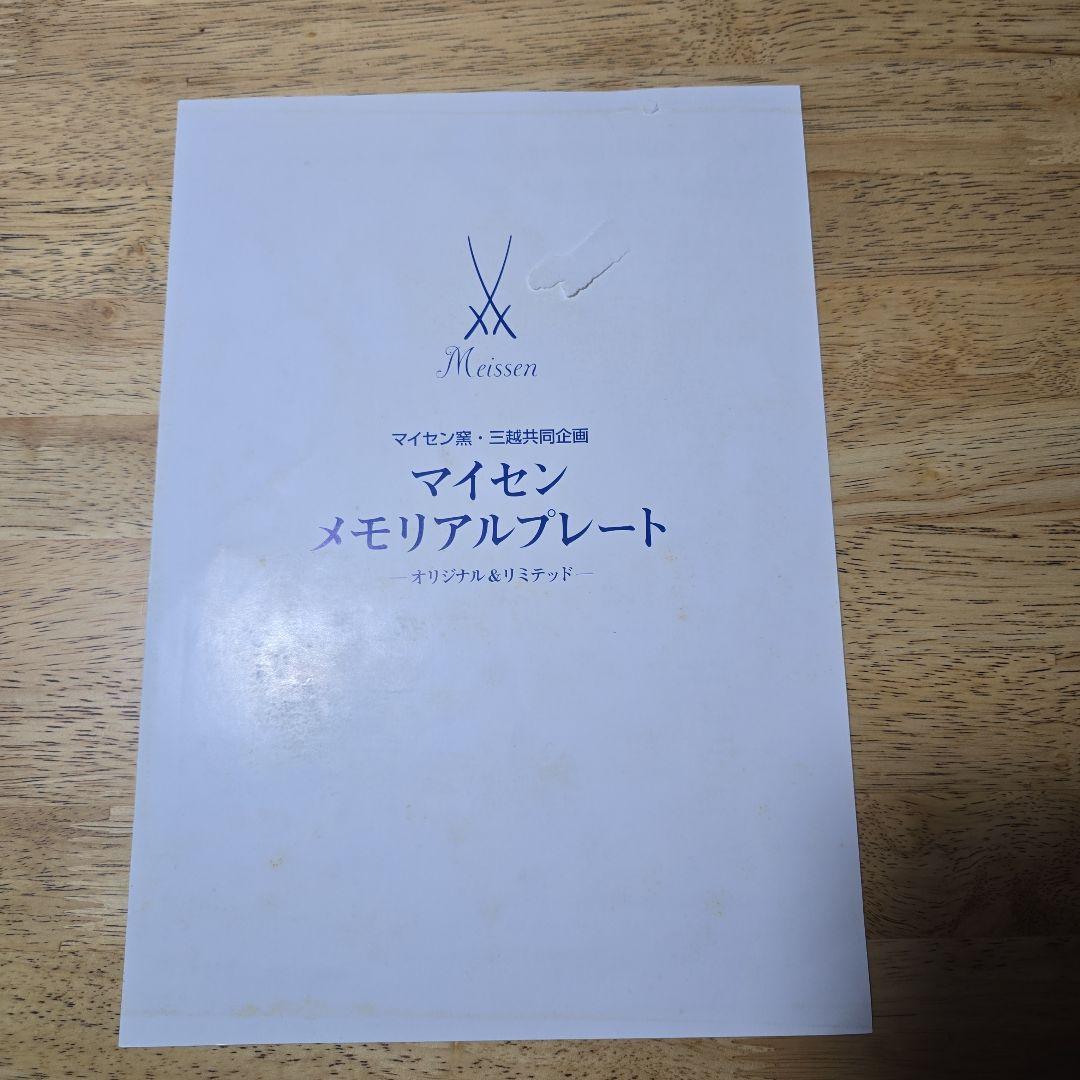 Meissen
マイセン窯・三越共同企画
マイセン
メモリアルプレート
―オリジナル&リミテッド―